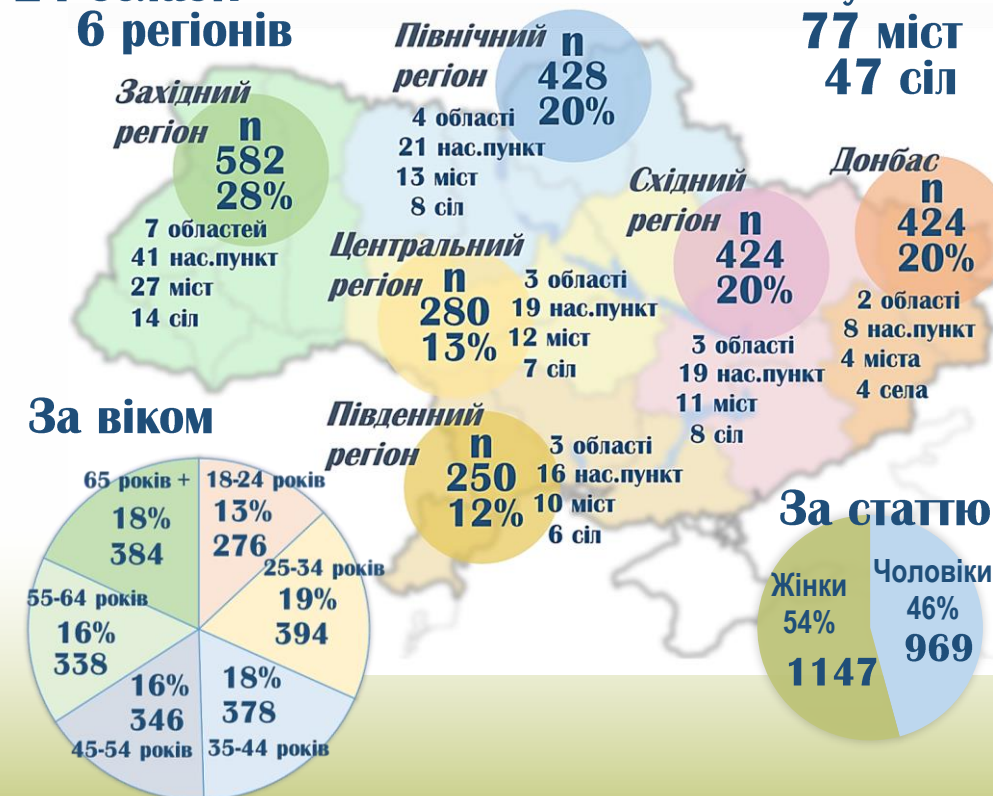 6 регіонів
77 міст
47 сіл
Північний
регіон
n
428
20%
4 області
21 нас.пункт
13 міст
8 сіл
Західний
регіон
n
582
28%
7 областей
41 нас.пункт
27 міст
14 сіл
Центральний
регіон
n
280
13%
3 області
19 нас.пункт
12 міст
7 сіл
Східний
регіон
n
424
20%
3 області
19 нас.пункт
11 міст
8 сіл
Донбас
n
424
20%
2 області
8 нас.пункт
4 міста
4 села
Південний
регіон
n
250
12%
3 області
16 нас.пункт
10 міст
6 сіл
За віком
65 років +
18%
384
18-24 років
13%
276
25-34 років
19%
394
55-64 років
16%
338
16%
346
45-54 років
18%
378
35-44 років
За статтю
Жінки
54%
1147
Чоловіки
46%
969